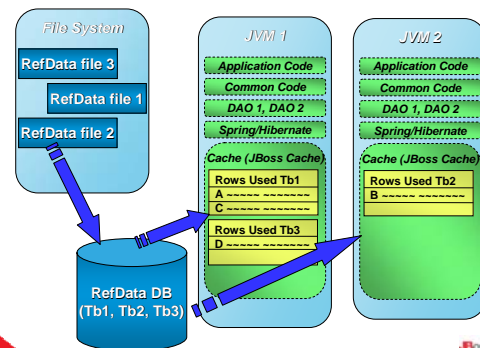 File System
RefData file 3
RefData file 1
RefData file 2
RefData DB
(Tb1, Tb2, Tb3)
JVM 1
Application Code
Common Code
DAO 1, DAO 2
Spring/Hibernate
Cache (JBoss Cache)
Rows Used Tb1
A ~~~~~ ~~~~~~~
C ~~~~~ ~~~~~~~
Rows Used Tb3
D ~~~~~ ~~~~~~~
JVM 2
Application Code
Common Code
DAO 1, DAO 2
Spring/Hibernate
Cache (JBoss Cache)
Rows Used Tb2
B ~~~~~ ~~~~~~~